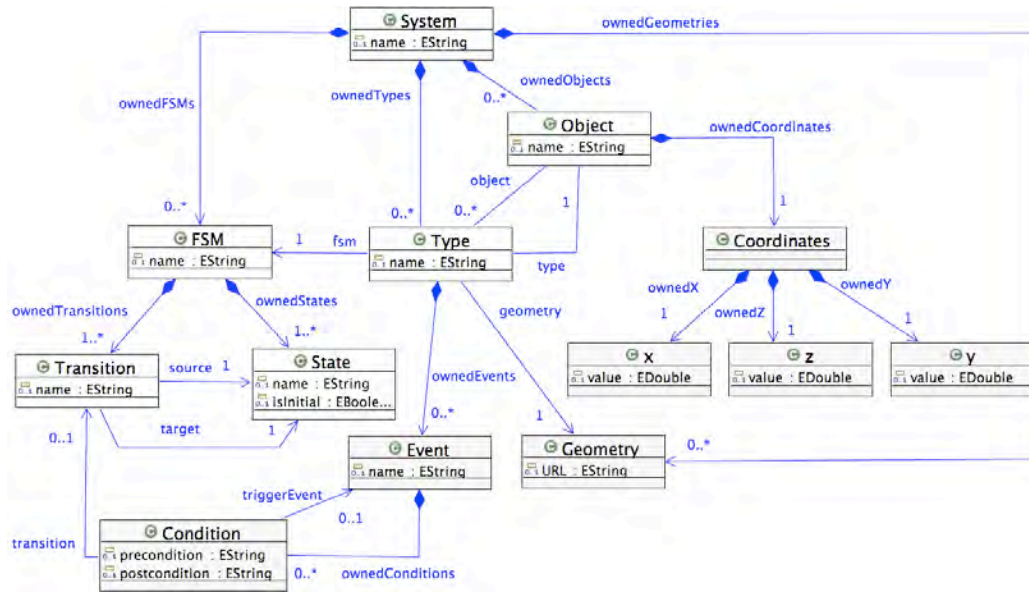 System
name : EString
ownedGeometries
ownedFSMs
ownedTypes
ownedObjects
0..*
Object
name : EString
ownedCoordinates
object
0..*
0..*
0..*
1
1
FSM
name : EString
1
fsm
Type
name : EString
type
Coordinates
ownedTransitions
ownedStates
1..*
1..*
geometry
ownedX
ownedZ
ownedY
1
1
1
Transition
name : EString
source
1
State
name : EString
isInitial : EBoole...
x
value : EDouble
z
value : EDouble
y
value : EDouble
ownedEvents
0..1
target
1
0..*
1
0..*
Event
name : EString
Geometry
URL : EString
triggerEvent
0..1
transition
Condition
precondition : EString
postcondition : EString
0..*
ownedConditions